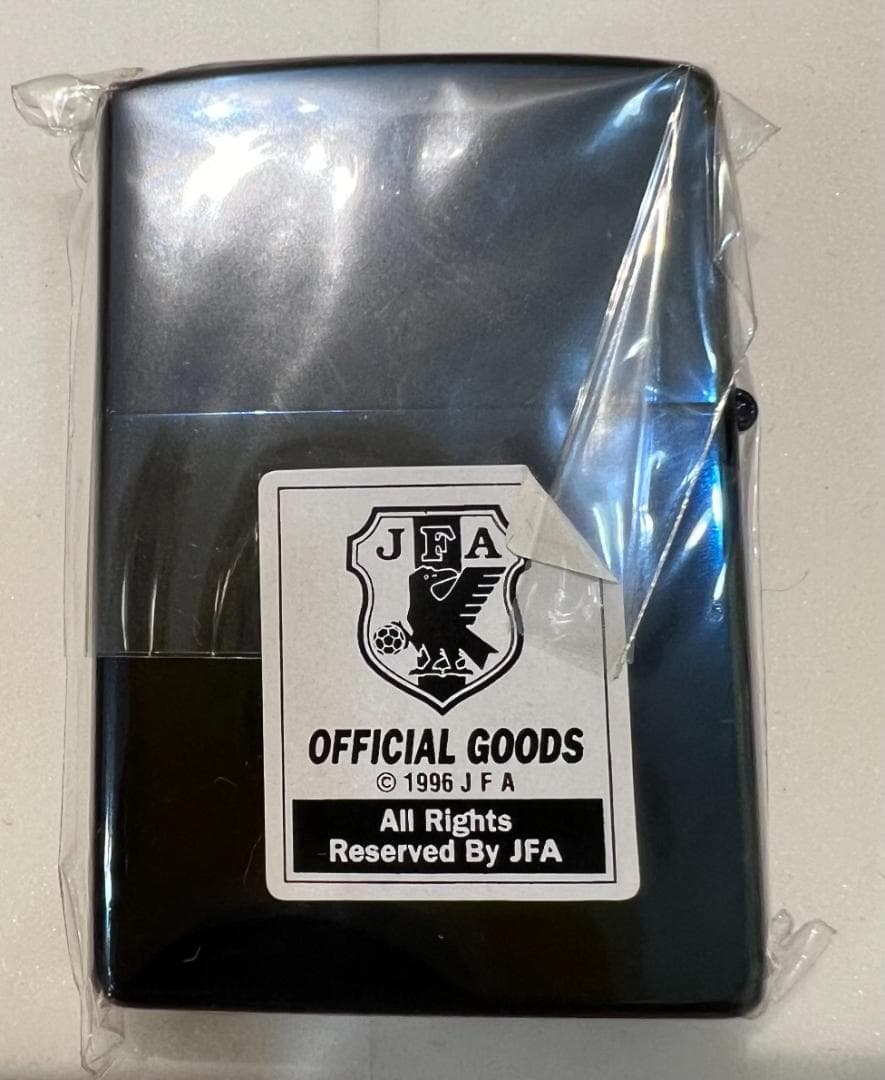 JFA
OFFICIAL GOODS
© 1996 J F A
All Rights
Reserved By JFA